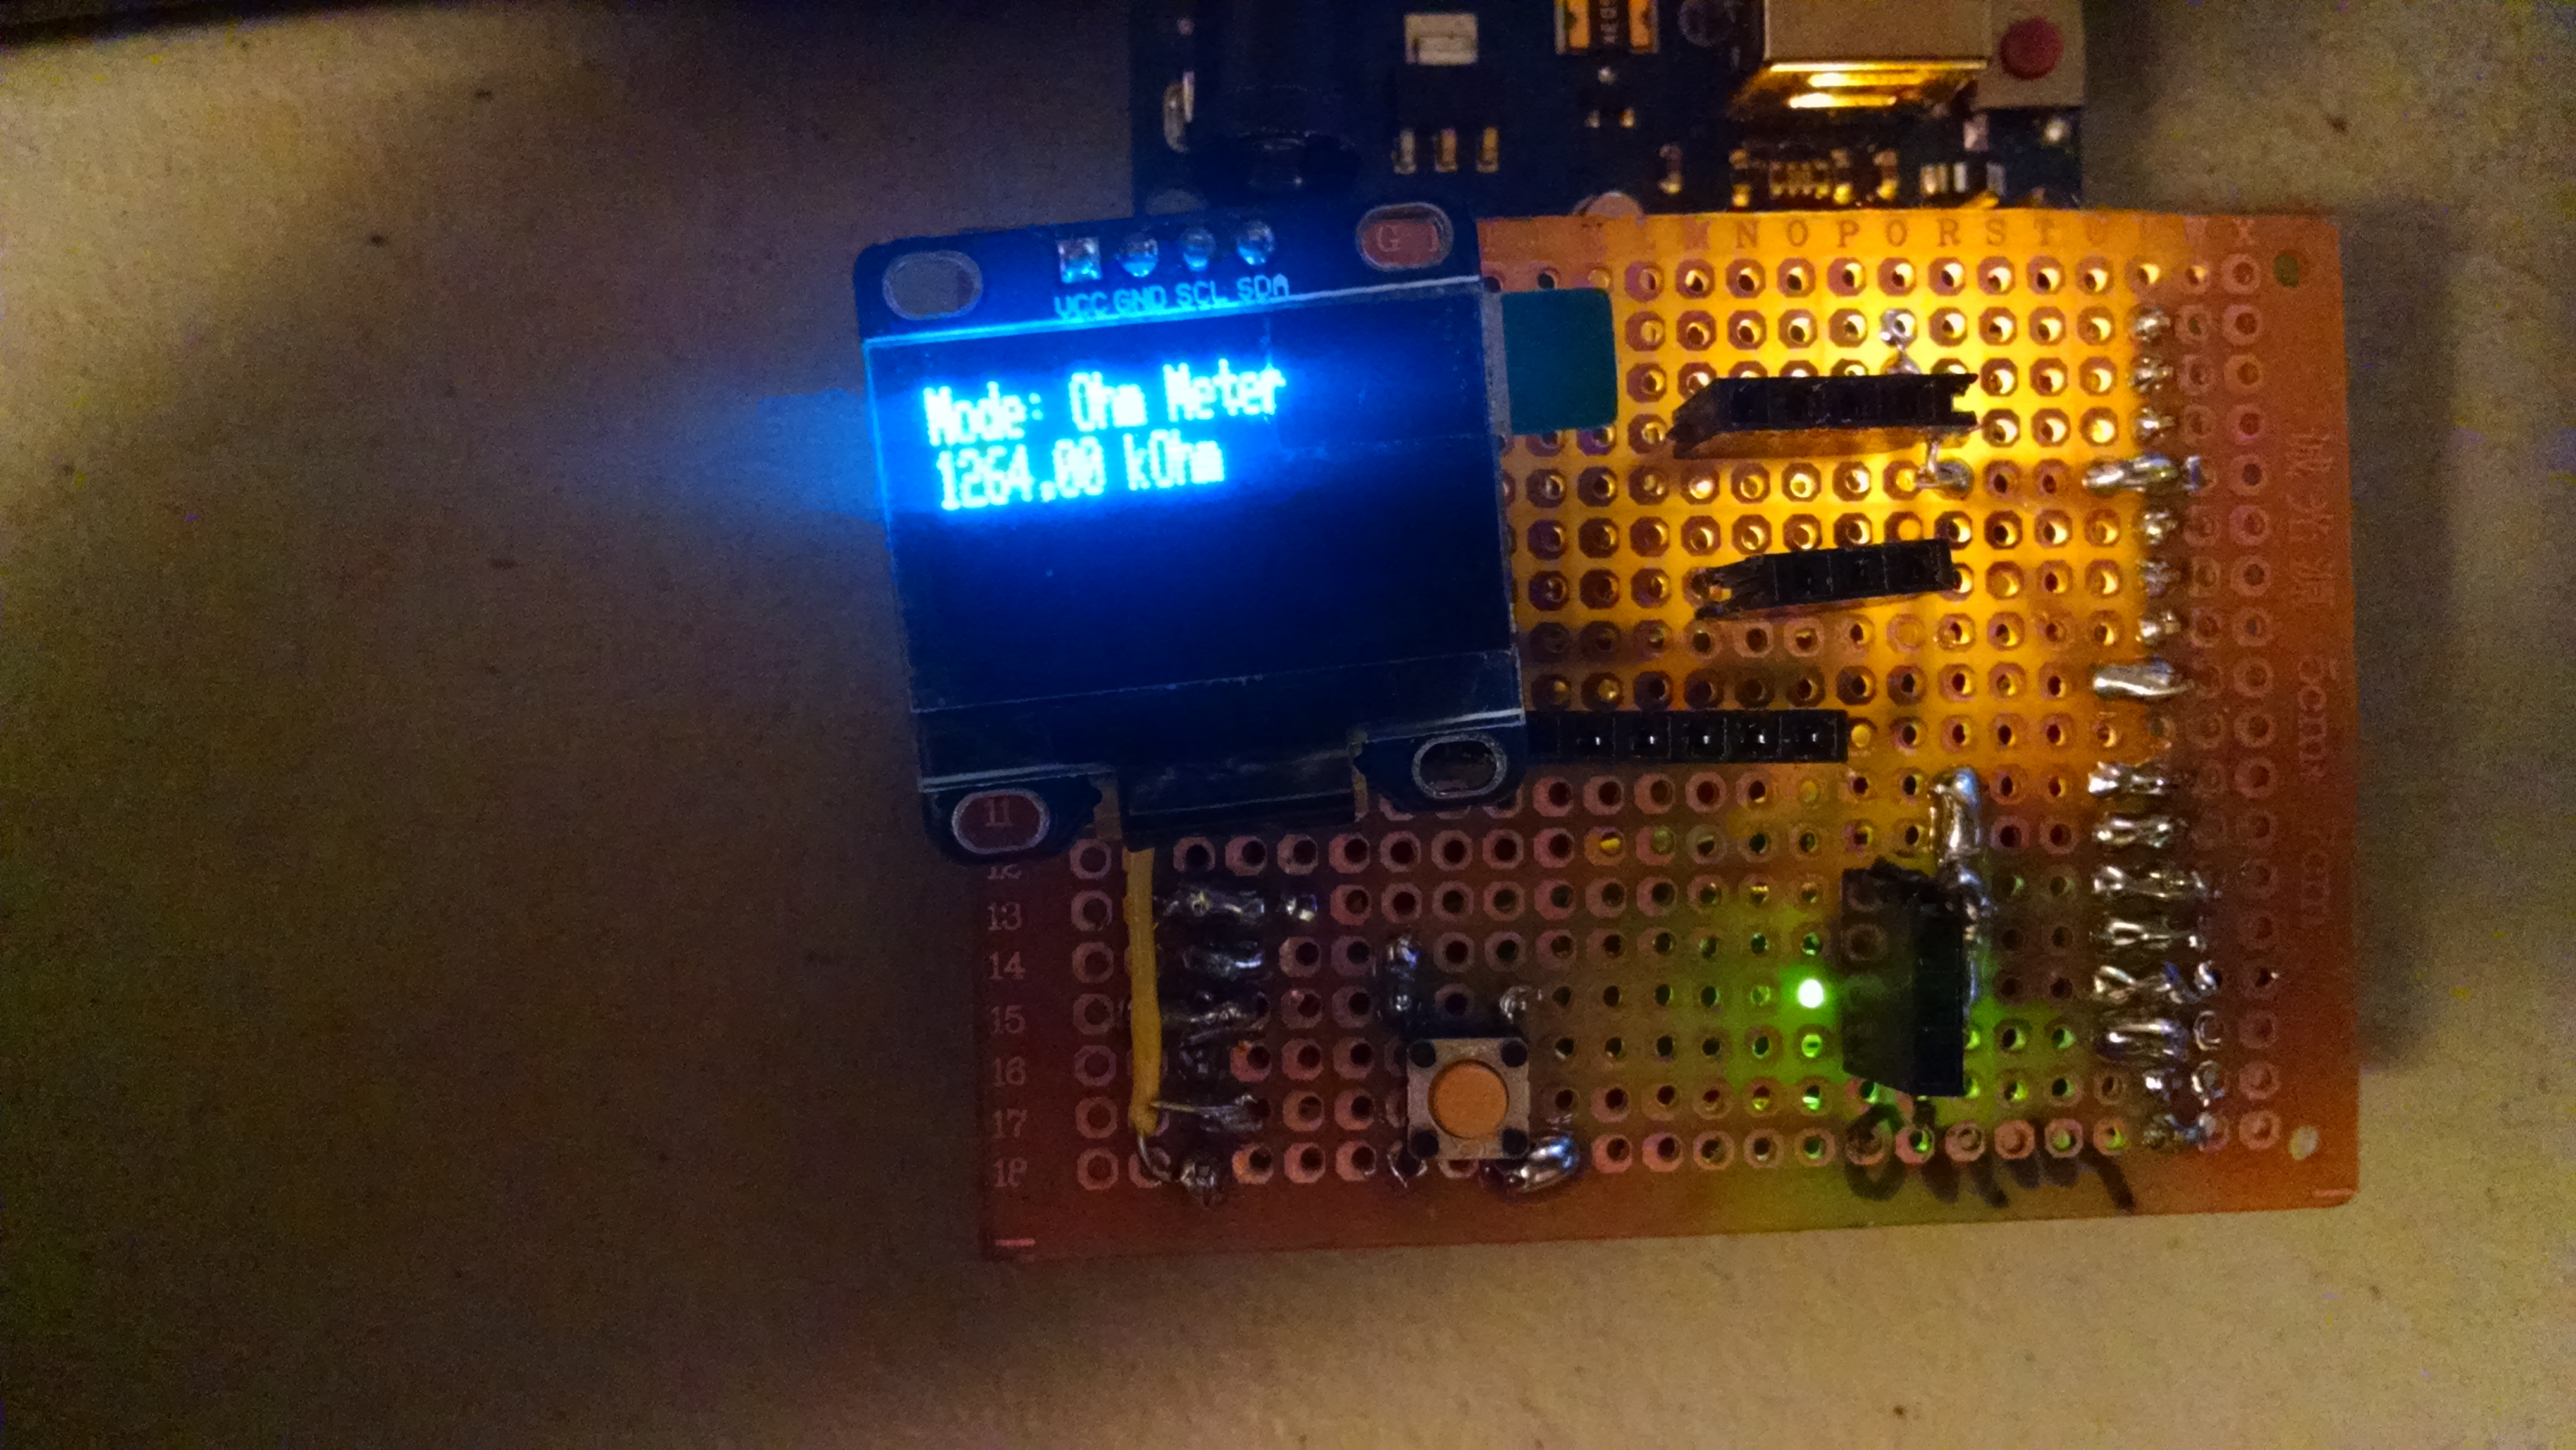 VCC GND SCL SDA
Mode: Ohm Meter
1264.00 kOhm
G
M N O P Q R S T
X
11
12
13
14
15
16
17
18